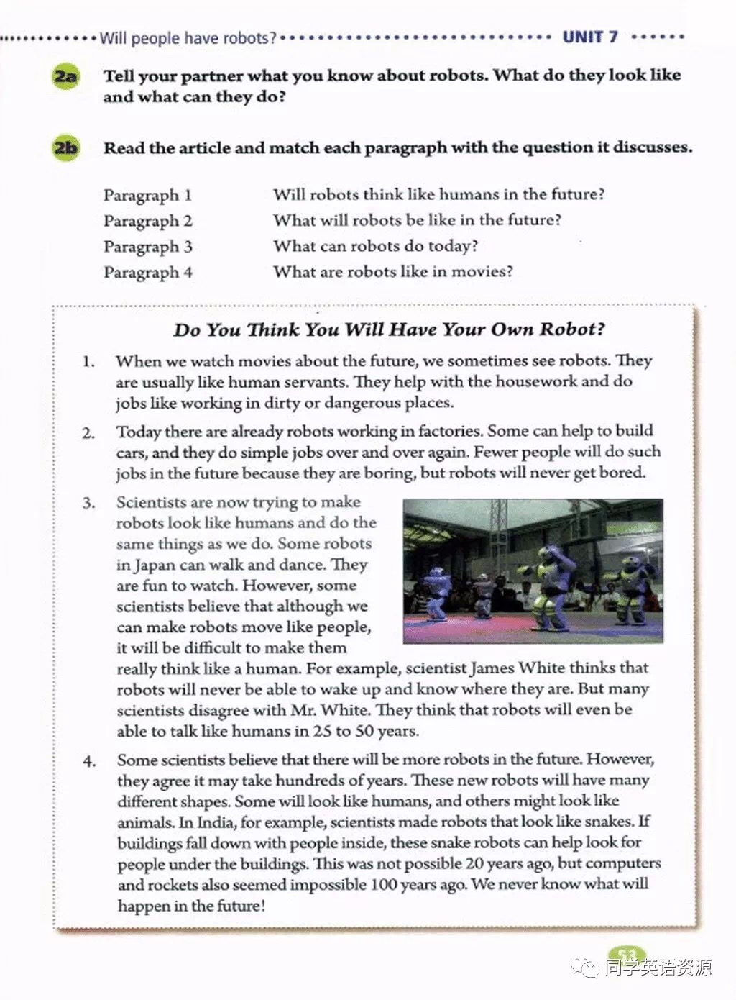 Will people have robots? UNIT 7
2a Tell your partner what you know about robots. What do they look like
and what can they do?
2b Read the article and match each paragraph with the question it discusses.
Paragraph 1 Will robots think like humans in the future?
Paragraph 2 What will robots be like in the future?
Paragraph 3 What can robots do today?
Paragraph 4 What are robots like in movies?
Do You Think You Will Have Your Own Robot?
1. When we watch movies about the future, we sometimes see robots. They
are usually like human servants. They help with the housework and do
jobs like working in dirty or dangerous places.
2. Today there are already robots working in factories. Some can help to build
cars, and they do simple jobs over and over again. Fewer people will do such
jobs in the future because they are boring, but robots will never get bored.
3. Scientists are now trying to make
robots look like humans and do the
same things as we do. Some robots
in Japan can walk and dance. They
are fun to watch. However, some
scientists believe that although we
can make robots move like people,
it will be difficult to make them
really think like a human. For example, scientist James White thinks that
robots will never be able to wake up and know where they are. But many
scientists disagree with Mr. White. They think that robots will even be
able to talk like humans in 25 to 50 years.
4. Some scientists believe that there will be more robots in the future. However,
they agree it may take hundreds of years. These new robots will have many
different shapes. Some will look like humans, and others might look like
animals. In India, for example, scientists made robots that look like snakes. If
buildings fall down with people inside, these snake robots can help look for
people under the buildings. This was not possible 20 years ago, but computers
and rockets also seemed impossible 100 years ago. We never know what will
happen in the future!
53
同学英语资源